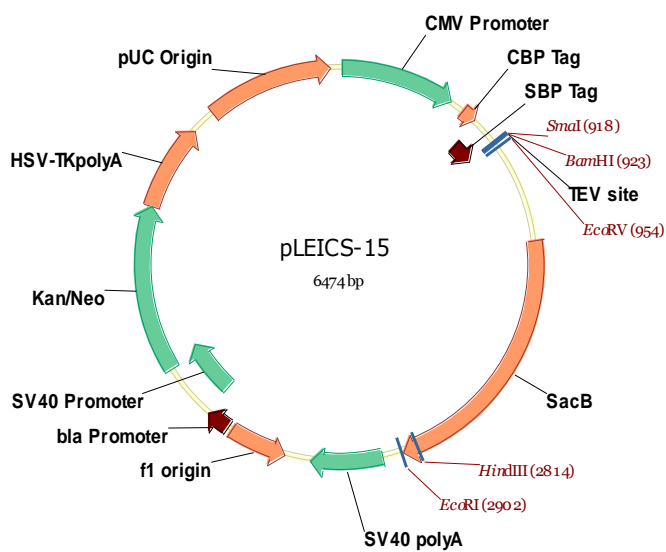 CMV Promoter
pUC Origin
CBP Tag
SBP Tag
SmaI (918)
HSV-TKpolyA
BamHI (923)
TEV site
EcoRV (954)
pLEICS-15
6474 bp
Kan/Neo
SV40 Promoter
SacB
bla Promoter
f1 origin
HindIII (2814)
EcoRI (2902)
SV40 polyA